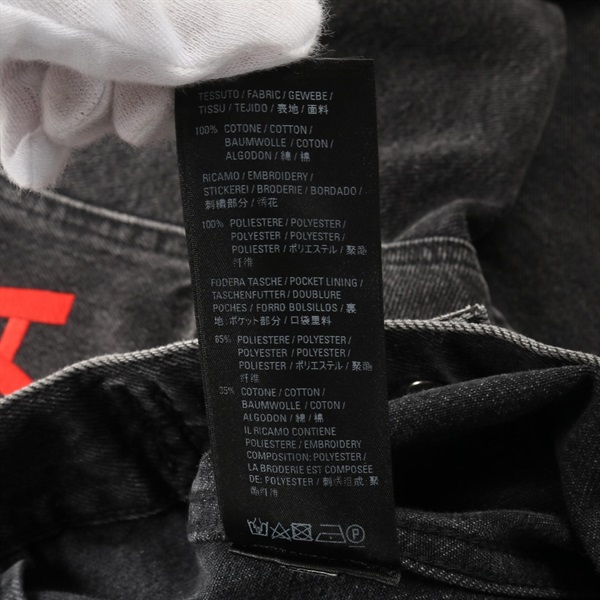 TESSUTO / FABRIC / GEWEBE /
TISSU / TEJIDO / 表地 / 面料
100% COTONE / COTTON /
BAUMWOLLE / COTON /
ALGODON / 綿 / 棉
RICAMO / EMBROIDERY /
STICKEREI / BRODERIE / BORDADO /
刺繍部分 / 绣花
100% POLIESTERE / POLYESTER /
POLYESTER / POLYESTER /
POLIESTER / ポリエステル / 聚酯
纤维
FODERA TASCHE / POCKET LINING /
TASCHENFUTTER / DOUBLURE
POCHES / FORRO BOLSILLOS / 裏
地:ポケット部分 / 口袋里料
65% POLIESTERE / POLYESTER /
POLYESTER / POLYESTER /
POLIESTER / ポリエステル / 聚酯
纤维
35% COTONE / COTTON /
BAUMWOLLE / COTON /
ALGODON / 綿 / 棉
IL RICAMO CONTIENE
POLIESTERE / EMBROIDERY
COMPOSITION: POLYESTER /
LA BRODERIE EST COMPOSÉE
DE: POLYESTER / 刺绣组成 聚
酯纤维
P